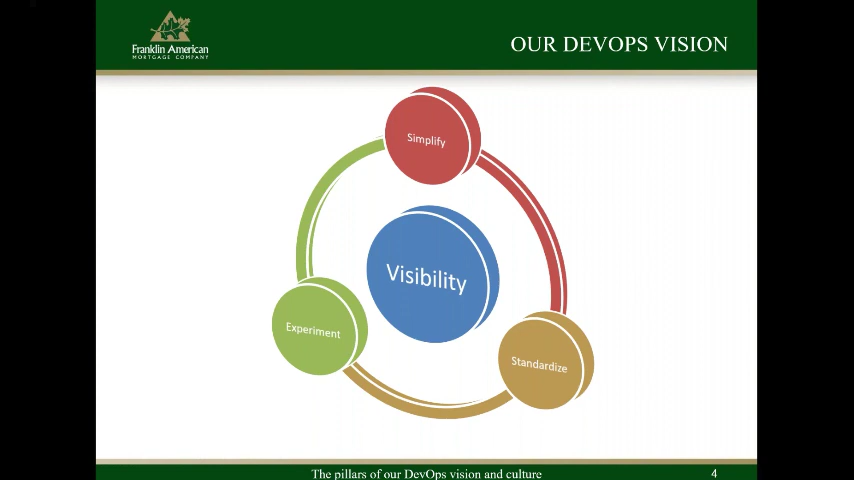 Franklin American
MORTGAGE COMPANY
OUR DEVOPS VISION
Simplify
Visibility
Experiment
Standardize
The pillars of our DevOps vision and culture
4